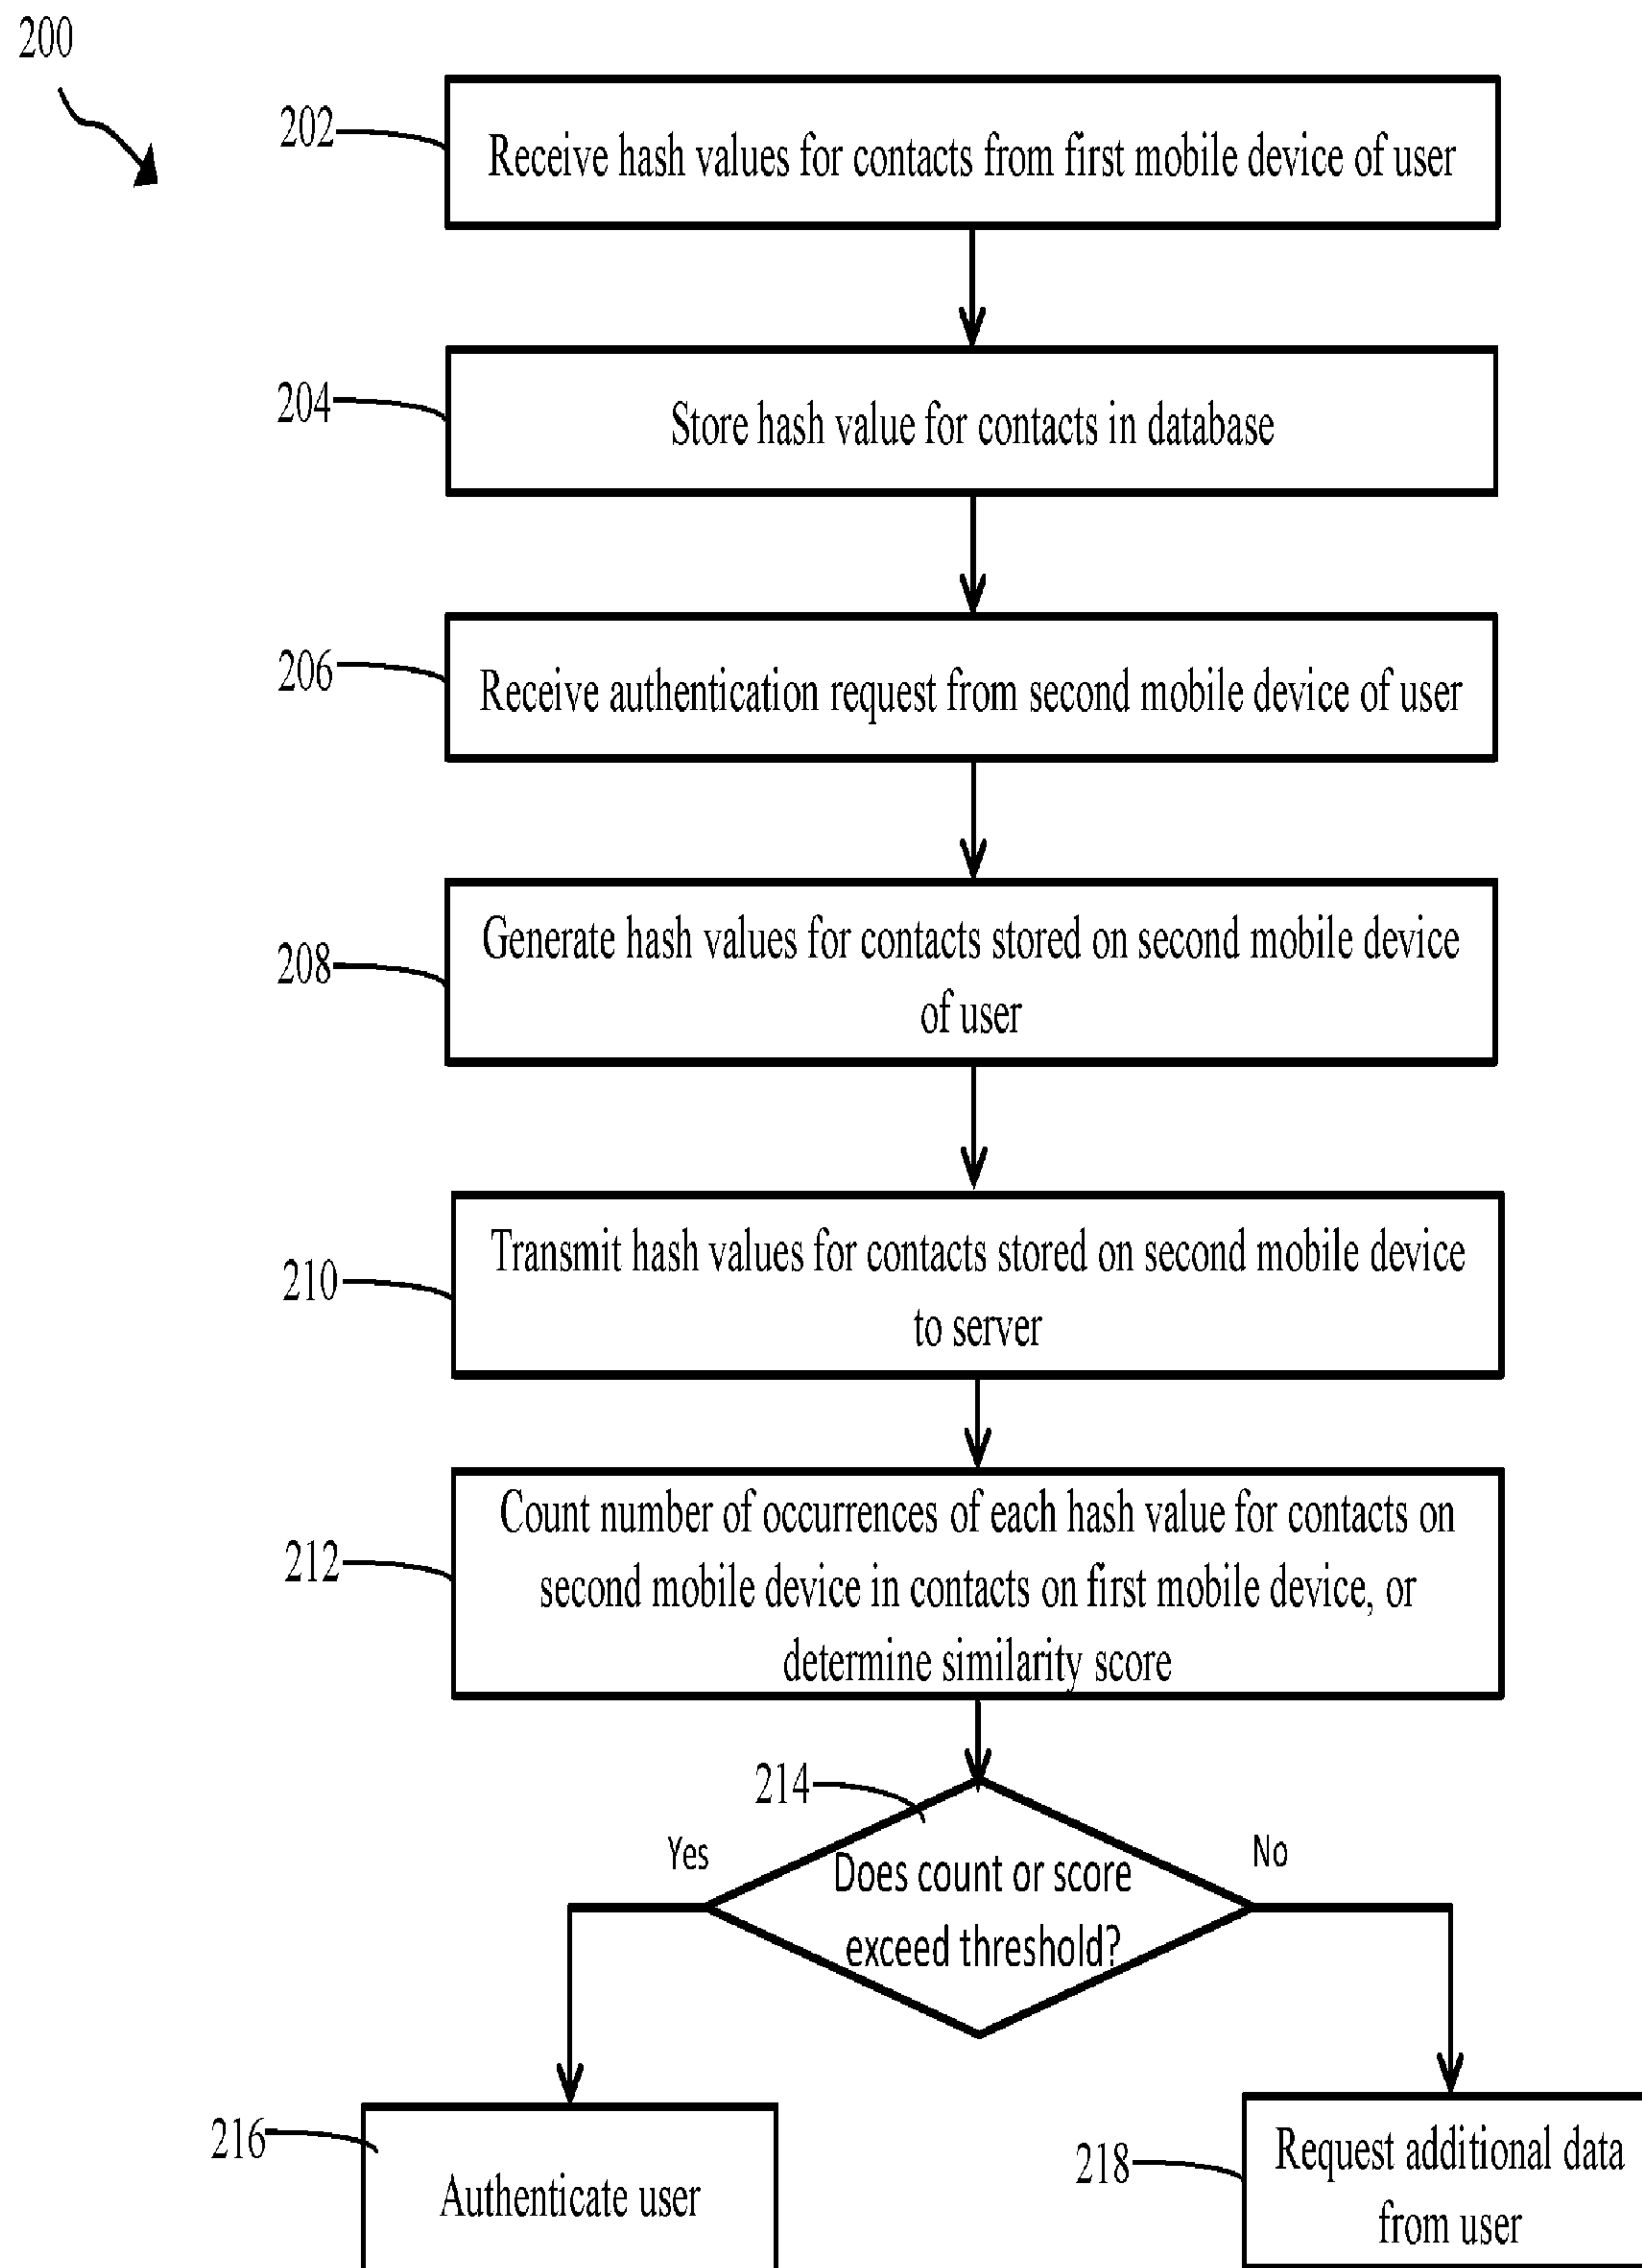 200
202
Receive hash values for contacts from first mobile device of user
204
Store hash value for contacts in database
206
Receive authentication request from second mobile device of user
208
Generate hash values for contacts stored on second mobile device
of user
210
Transmit hash values for contacts stored on second mobile device
to server
212
Count number of occurrences of each hash value for contacts on
second mobile device in contacts on first mobile device, or
determine similarity score
214
Yes
No
Does count or score
exceed threshold?
216
Authenticate user
218
Request additional data
from user